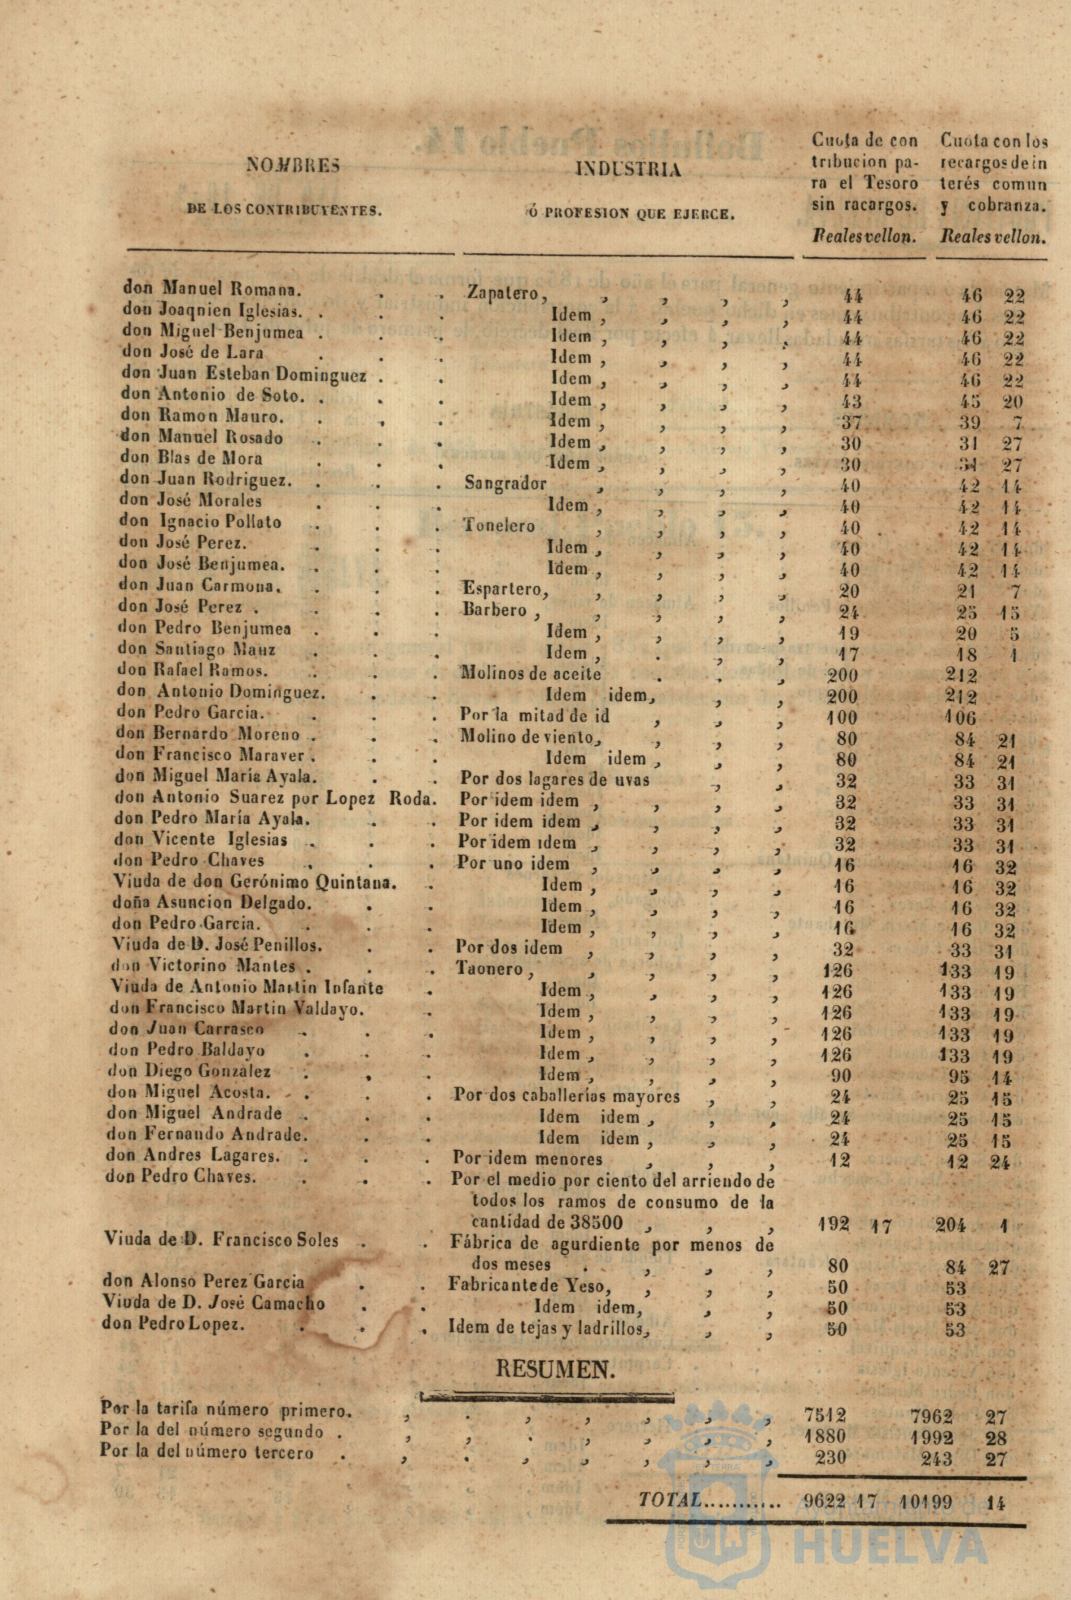 NOMBRES
DE LOS CONTRIBUYENTES.
INDUSTRIA
Ó PROFESION QUE EJERCE.
Cuota de con
tribucion pa-
ra el Tesoro
sin racargos.
Reales vellon.
Cuota con los
recargos de in
terés comun
y cobranza.
Reales vellon.
don Manuel Romana. . . Zapatero, , , , , 44 46 22
don Joaqnien Iglesias. . . . Idem , , , , 44 46 22
don Miguel Benjumea . . . Idem , , , , 44 46 22
don José de Lara . . . Idem , , , , 44 46 22
don Juan Esteban Dominguez . . Idem , , , , 44 46 22
don Antonio de Soto. . . . Idem , , , , 43 45 20
don Ramon Mauro. . . . Idem , , , , 37 39 7
don Manuel Rosado . . . Idem , , , , 30 31 27
don Blas de Mora . . . Idem , , , , 30 31 27
don Juan Rodriguez. . . . Sangrador , , , , 40 42 14
don José Morales . . . Idem , , , , 40 42 14
don Ignacio Pollato . . . Tonelero , , , , 40 42 14
don José Perez. . . . Idem , , , , 40 42 14
don José Benjumea. . . . Idem , , , , 40 42 14
don Juan Carmona. . . . Espartero, , , , , 20 21 7
don José Perez . . . . Barbero , , , , , 24 25 15
don Pedro Benjumea . . . Idem , , , , 19 20 5
don Santiago Mauz . . . Idem , . , , 17 18 1
don Rafael Ramos. . . . Molinos de aceite . . , 200 212
don Antonio Dominguez. . . Idem idem, , , 200 212
don Pedro Garcia. . . . Por la mitad de id , , , 100 106
don Bernardo Moreno . . . Molino de viento, , , , 80 84 21
don Francisco Maraver . . . Idem idem , , , 80 84 21
don Miguel María Ayala. . . Por dos lagares de uvas , , 32 33 31
don Antonio Suarez por Lopez Roda. Por idem idem , , , , 32 33 31
don Pedro María Ayala. . . Por idem idem , , , , 32 33 31
don Vicente Iglesias . . . Por idem idem , , , , 32 33 31
don Pedro Chaves . . . Por uno idem , , , , 16 16 32
Viuda de don Gerónimo Quintana. . Idem , , , , 16 16 32
doña Asuncion Delgado. . . Idem , , , , 16 16 32
don Pedro Garcia. . . . Idem , , , , 16 16 32
Viuda de D. José Penillos. . . Por dos idem , , , , 32 33 31
don Victorino Mantes . . . Taonero , , , , , 126 133 19
Viuda de Antonio Martin Infante . Idem , , , , 126 133 19
don Francisco Martin Valdayo. . Idem , , , , 126 133 19
don Juan Carrasco . . . Idem , , , , 126 133 19
don Pedro Baldayo . . . Idem , , , , 126 133 19
don Diego González . . . Idem , , , , 90 95 14
don Miguel Acosta. . . . Por dos caballerías mayores , , 24 25 15
don Miguel Andrade . . . Idem idem , , , 24 25 15
don Fernando Andrade. . . Idem idem , , , 24 25 15
don Andres Lagares. . . . Por idem menores , , , 12 12 24
don Pedro Chaves. . . . Por el medio por ciento del arriendo de
todos los ramos de consumo de la
cantidad de 38500 , , , 192 17 204 1
Viuda de D. Francisco Soles . . Fábrica de agurdiente por menos de
dos meses . , , , 80 84 27
don Alonso Perez Garcia . . Fabricante de Yeso, , , , 50 53
Viuda de D. José Camacho . . Idem idem, , , 50 53
don Pedro Lopez. . . . Idem de tejas y ladrillos, , , 50 53
RESUMEN.
Por la tarifa número primero. , . , , , , , 7512 7962 27
Por la del número segundo . , , . , , , , 1880 1992 28
Por la del número tercero . , . , , , , , 230 243 27
TOTAL........... 9622 17 10199 14
Ayuntamiento de
HUELVA